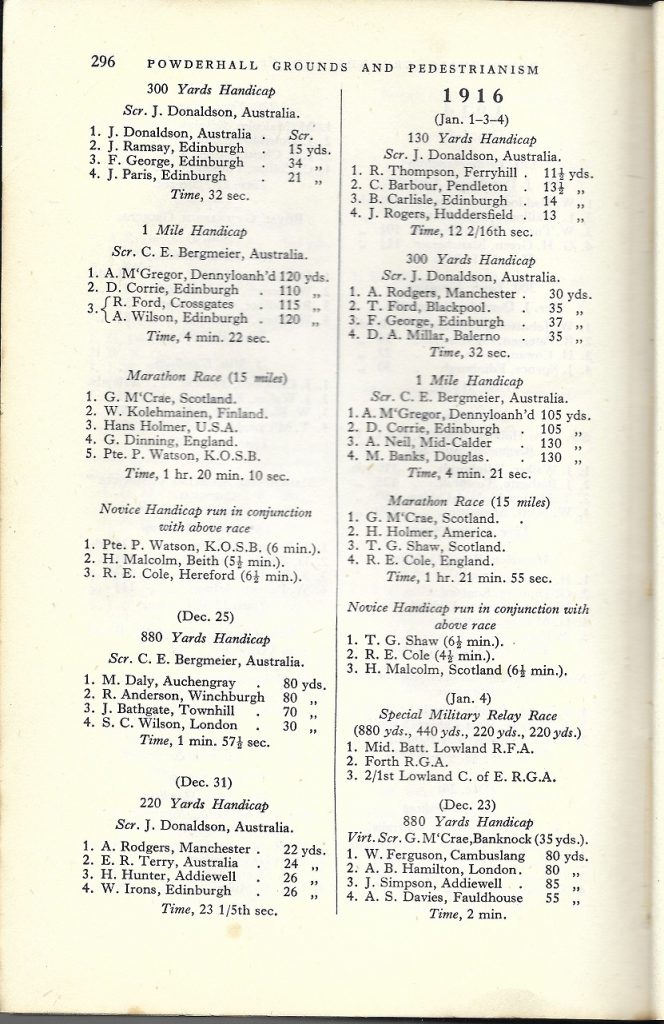 296 POWDERHALL GROUNDS AND PEDESTRIANISM
300 Yards Handicap
Scr. J. Donaldson, Australia.
1. J. Donaldson, Australia . Scr.
2. J. Ramsay, Edinburgh . 15 yds.
3. F. George, Edinburgh . 34 „
4. J. Paris, Edinburgh . 21 „
Time, 32 sec.
1 Mile Handicap
Scr. C. E. Bergmeier, Australia.
1. A. M‘Gregor, Dennyloanh’d 120 yds.
2. D. Corrie, Edinburgh . 110 „
3. { R. Ford, Crossgates . 115 „
A. Wilson, Edinburgh . 120 „
Time, 4 min. 22 sec.
Marathon Race (15 miles)
1. G. M‘Crae, Scotland.
2. W. Kolehmainen, Finland.
3. Hans Holmer, U.S.A.
4. G. Dinning, England.
5. Pte. P. Watson, K.O.S.B.
Time, 1 hr. 20 min. 10 sec.
Novice Handicap run in conjunction
with above race
1. Pte. P. Watson, K.O.S.B. (6 min.).
2. H. Malcolm, Beith (5½ min.).
3. R. E. Cole, Hereford (6½ min.).
(Dec. 25)
880 Yards Handicap
Scr. C. E. Bergmeier, Australia.
1. M. Daly, Auchengray . 80 yds.
2. R. Anderson, Winchburgh 80 „
3. J. Bathgate, Townhill . 70 „
4. S. C. Wilson, London . 30 „
Time, 1 min. 57½ sec.
(Dec. 31)
220 Yards Handicap
Scr. J. Donaldson, Australia.
1. A. Rodgers, Manchester . 22 yds.
2. E. R. Terry, Australia . 24 „
3. H. Hunter, Addiewell . 26 „
4. W. Irons, Edinburgh . 26 „
Time, 23 1/5th sec.
1916
(Jan. 1–3–4)
130 Yards Handicap
Scr. J. Donaldson, Australia.
1. R. Thompson, Ferryhill . 11½ yds.
2. C. Barbour, Pendleton . 13½ „
3. B. Carlisle, Edinburgh . 14 „
4. J. Rogers, Huddersfield . 13 „
Time, 12 2/16th sec.
300 Yards Handicap
Scr. J. Donaldson, Australia.
1. A. Rodgers, Manchester . 30 yds.
2. T. Ford, Blackpool. . 35 „
3. F. George, Edinburgh . 37 „
4. D. A. Millar, Balerno . 35 „
Time, 32 sec.
1 Mile Handicap
Scr. C. E. Bergmeier, Australia.
1. A. M‘Gregor, Dennyloanh’d 105 yds.
2. D. Corrie, Edinburgh . 105 „
3. A. Neil, Mid-Calder . 130 „
4. M. Banks, Douglas. . 130 „
Time, 4 min. 21 sec.
Marathon Race (15 miles)
1. G. M‘Crae, Scotland. .
2. H. Holmer, America.
3. T. G. Shaw, Scotland.
4. R. E. Cole, England.
Time, 1 hr. 21 min. 55 sec.
Novice Handicap run in conjunction with
above race
1. T. G. Shaw (6½ min.).
2. R. E. Cole (4½ min.).
3. H. Malcolm, Scotland (6½ min.).
(Jan. 4)
Special Military Relay Race
(880 yds., 440 yds., 220 yds., 220 yds.)
1. Mid. Batt. Lowland R.F.A.
2. Forth R.G.A.
3. 2/1st Lowland C. of E. R.G.A.
(Dec. 23)
880 Yards Handicap
Virt. Scr. G. M‘Crae, Banknock (35 yds.).
1. W. Ferguson, Cambuslang 80 yds.
2. A. B. Hamilton, London. 80 „
3. J. Simpson, Addiewell . 85 „
4. A. S. Davies, Fauldhouse 55 „
Time, 2 min.